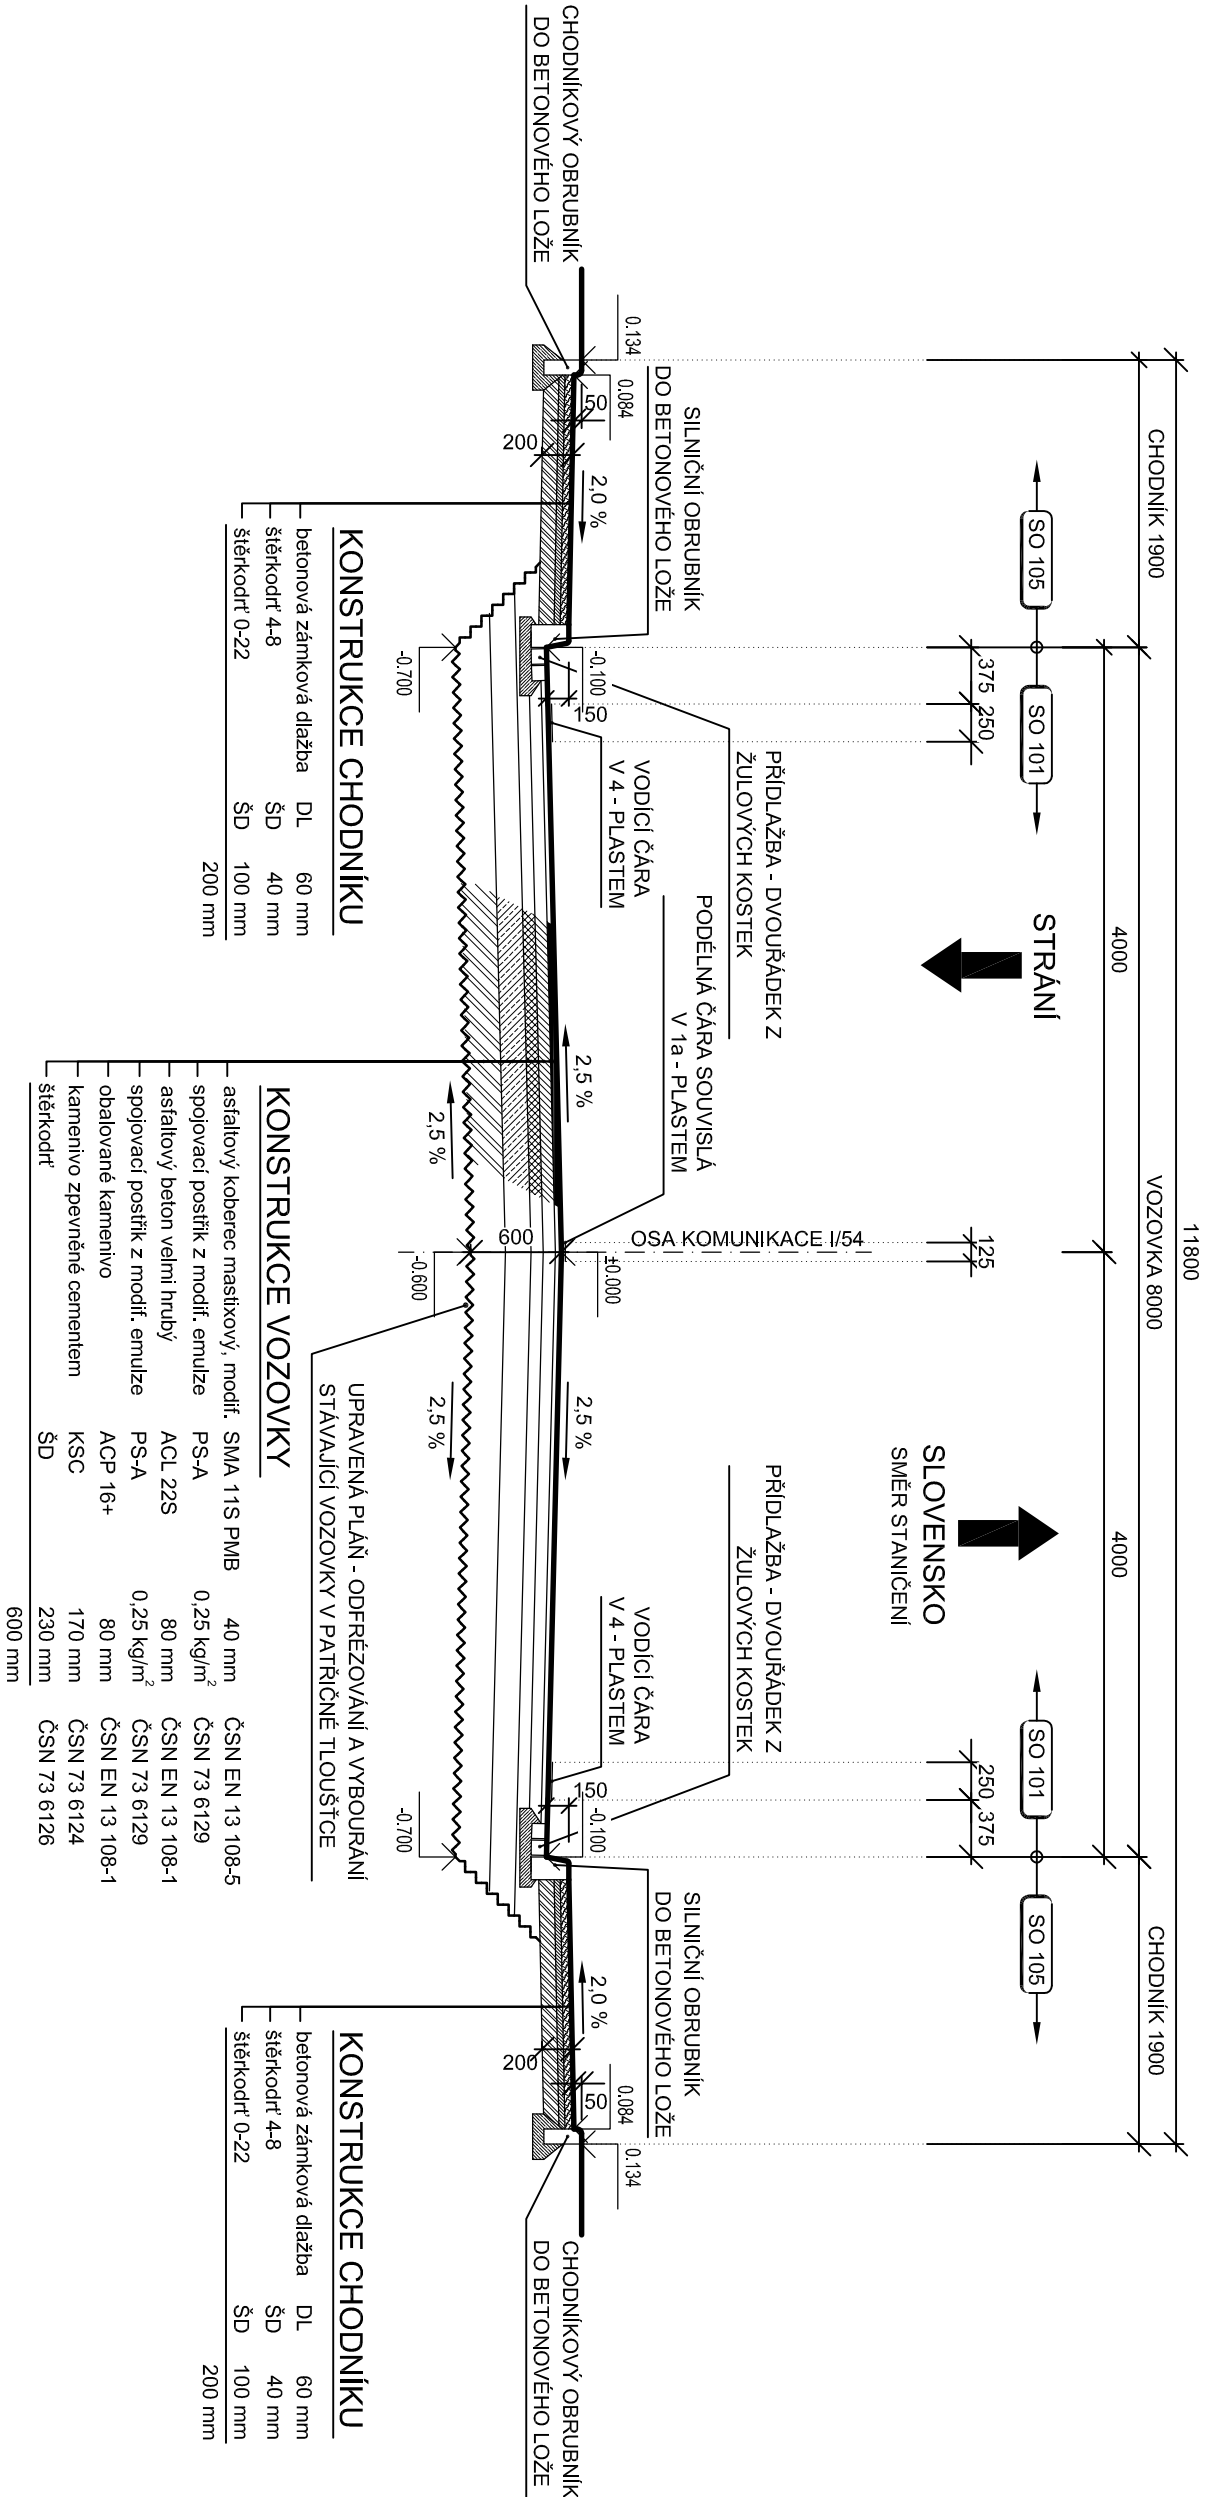 11800
CHODNÍK 1900
VOZOVKA 8000
CHODNÍK 1900
4000
4000
SO 105
SO 101
SO 101
SO 105
375
250
125
250
375
STRÁNÍ
SLOVENSKO
SMĚR STANIČENÍ
OSA KOMUNIKACE I/54
PŘÍDLAŽBA - DVOUŘÁDEK Z
ŽULOVÝCH KOSTEK
PODÉLNÁ ČÁRA SOUVISLÁ
V 1a - PLASTEM
PŘÍDLAŽBA - DVOUŘÁDEK Z
ŽULOVÝCH KOSTEK
SILNIČNÍ OBRUBNÍK
DO BETONOVÉHO LOŽE
VODÍCÍ ČÁRA
V 4 - PLASTEM
VODÍCÍ ČÁRA
V 4 - PLASTEM
SILNIČNÍ OBRUBNÍK
DO BETONOVÉHO LOŽE
CHODNÍKOVÝ OBRUBNÍK
DO BETONOVÉHO LOŽE
0.134
0.084
50
200
2,0 %
-0.100
150
-0.700
2,5 %
2,5 %
600
±0.000
-0.600
2,5 %
2,5 %
150
-0.100
-0.700
2,0 %
200
50
0.084
0.134
CHODNÍKOVÝ OBRUBNÍK
DO BETONOVÉHO LOŽE
KONSTRUKCE CHODNÍKU
betonová zámková dlažba DL 60 mm
štěrkodrť 4-8 ŠD 40 mm
štěrkodrť 0-22 ŠD 100 mm
200 mm
UPRAVENÁ PLÁŇ - ODFRÉZOVÁNÍ A VYBOURÁNÍ
STÁVAJÍCÍ VOZOVKY V PATŘIČNÉ TLOUŠŤCE
KONSTRUKCE VOZOVKY
asfaltový koberec mastixový, modif. SMA 11S PMB 40 mm ČSN EN 13 108-5
spojovací postřik z modif. emulze PS-A 0,25 kg/m² ČSN 73 6129
asfaltový beton velmi hrubý ACL 22S 80 mm ČSN EN 13 108-1
spojovací postřik z modif. emulze PS-A 0,25 kg/m² ČSN 73 6129
obalované kamenivo ACP 16+ 80 mm ČSN EN 13 108-1
kamenivo zpevněné cementem KSC 170 mm ČSN 73 6124
štěrkodrť ŠD 230 mm ČSN 73 6126
600 mm
KONSTRUKCE CHODNÍKU
betonová zámková dlažba DL 60 mm
štěrkodrť 4-8 ŠD 40 mm
štěrkodrť 0-22 ŠD 100 mm
200 mm